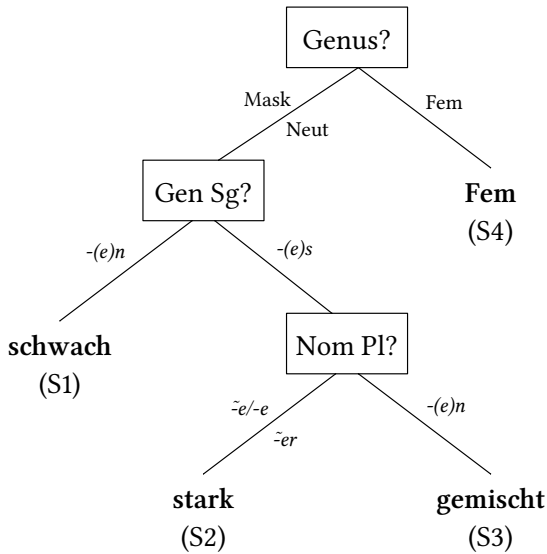 Genus?
Mask
Neut
Fem
Gen Sg?
Fem
(S4)
-(e)n
-(e)s
schwach
(S1)
Nom Pl?
-̃e/-e
-̃er
-(e)n
stark
(S2)
gemischt
(S3)